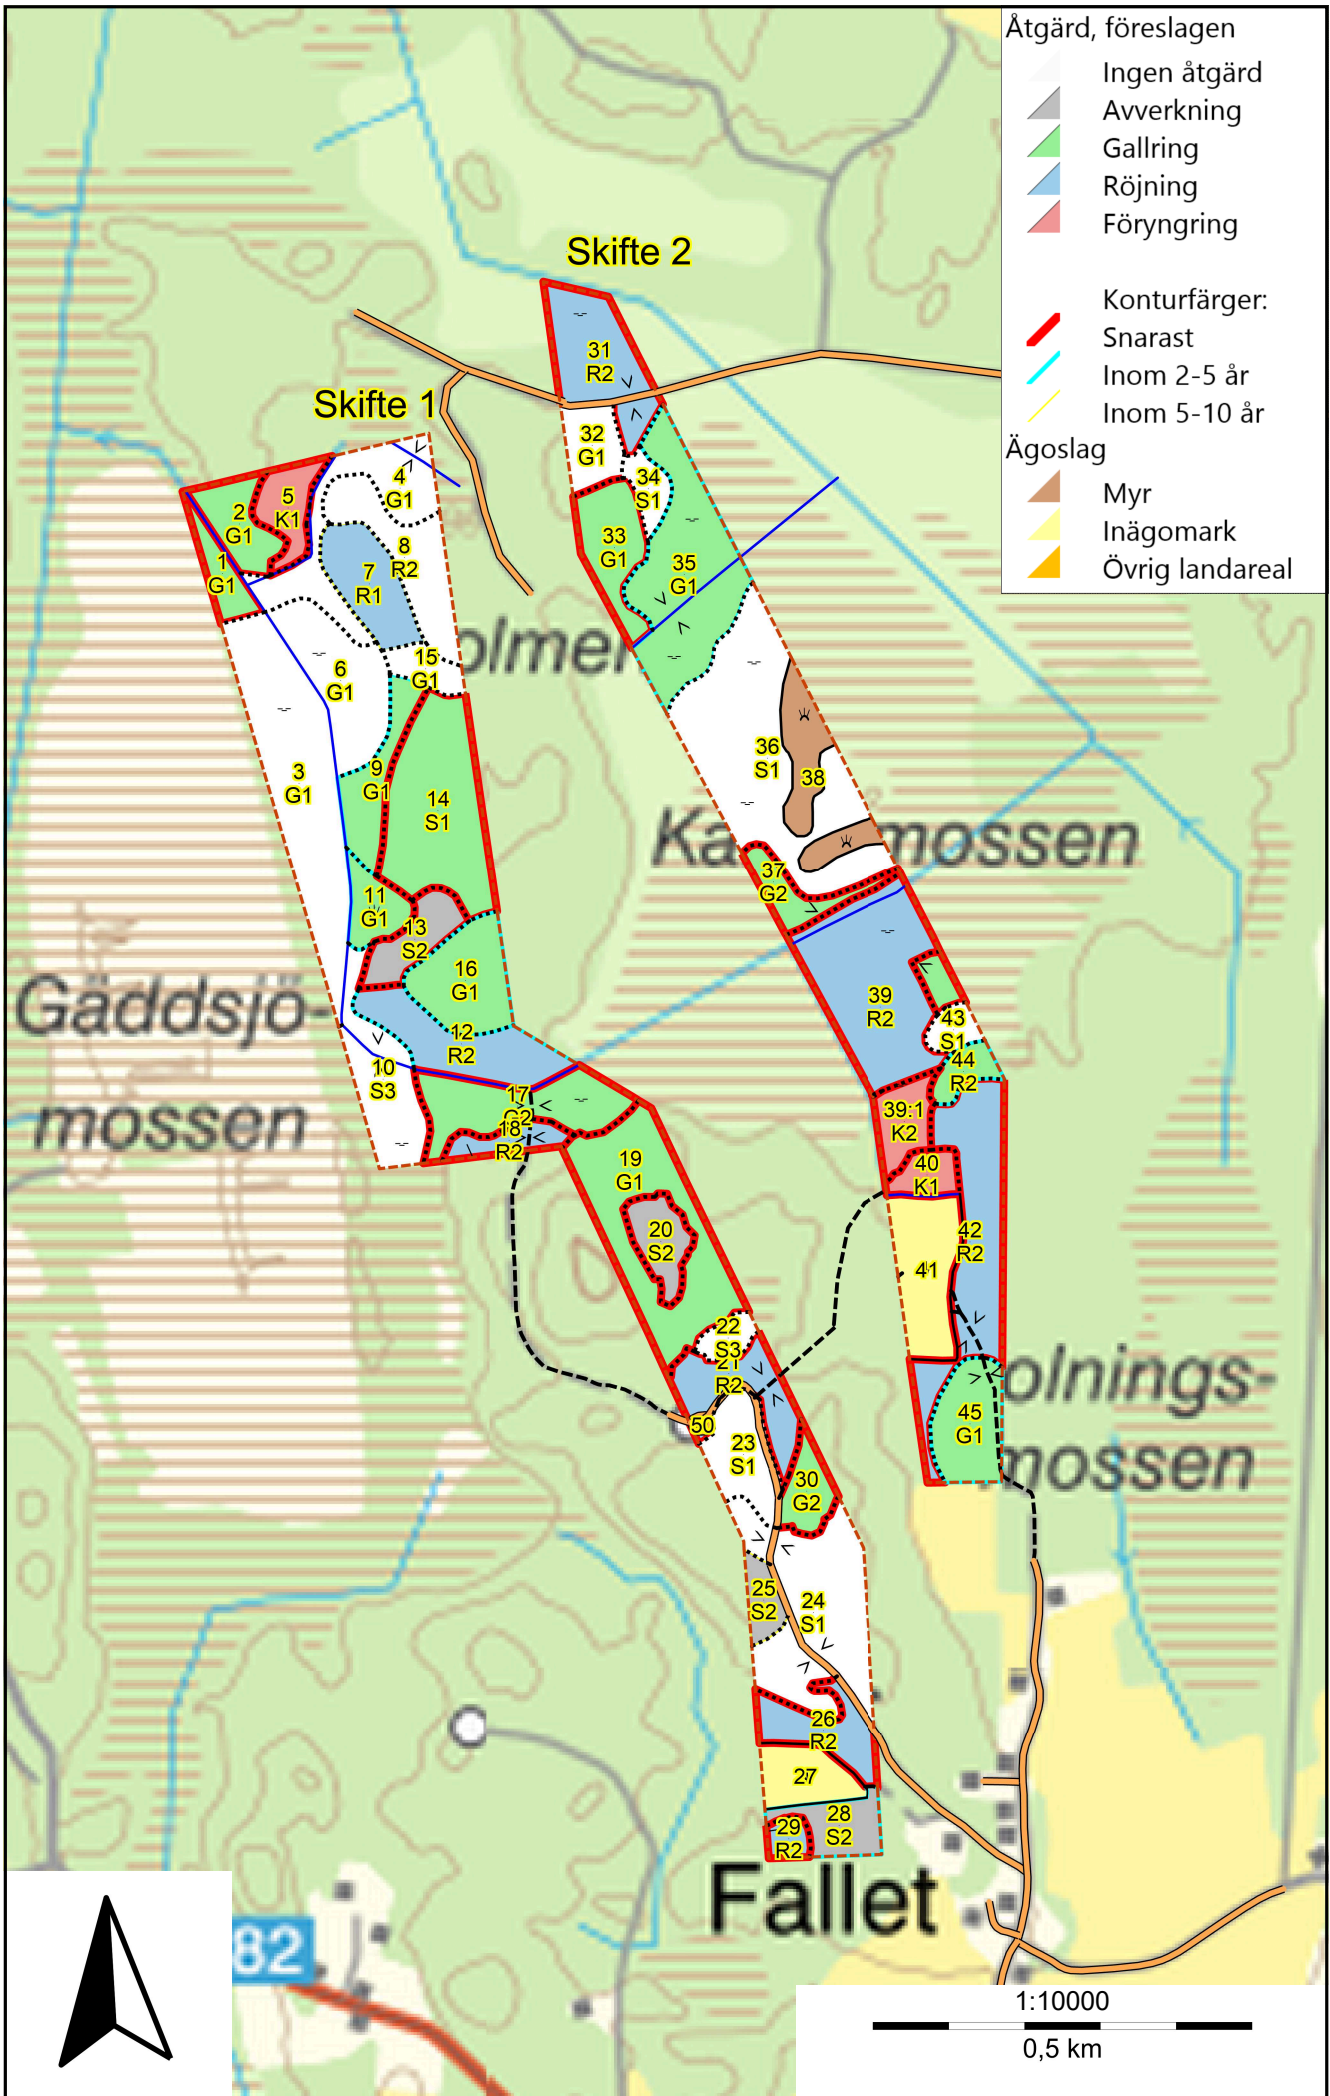 Åtgärd, föreslagen
Ingen åtgärd
Avverkning
Gallring
Röjning
Föryngring
Konturfärger:
Snarast
Inom 2-5 år
Inom 5-10 år
Ägoslag
Myr
Inägomark
Övrig landareal
Skifte 2
31
R2
Skifte 1
32
G1
4
G1
34
S1
5
K1
2
G1
33
G1
8
R2
35
G1
1
G1
7
R1
olmen
15
G1
6
G1
36
S1
3
G1
9
G1
38
14
S1
Ka
mossen
37
G2
11
G1
13
S2
16
G1
39
R2
Gäddsjö-
mossen
43
S1
12
R2
10
S3
44
R2
17
G2
39:1
K2
18
R2
19
G1
40
K1
20
S2
42
R2
41
22
S3
21
R2
olnings-
mossen
50
23
S1
45
G1
30
G2
25
S2
24
S1
26
R2
27
28
S2
29
R2
Fallet
82
1:10000
0,5 km